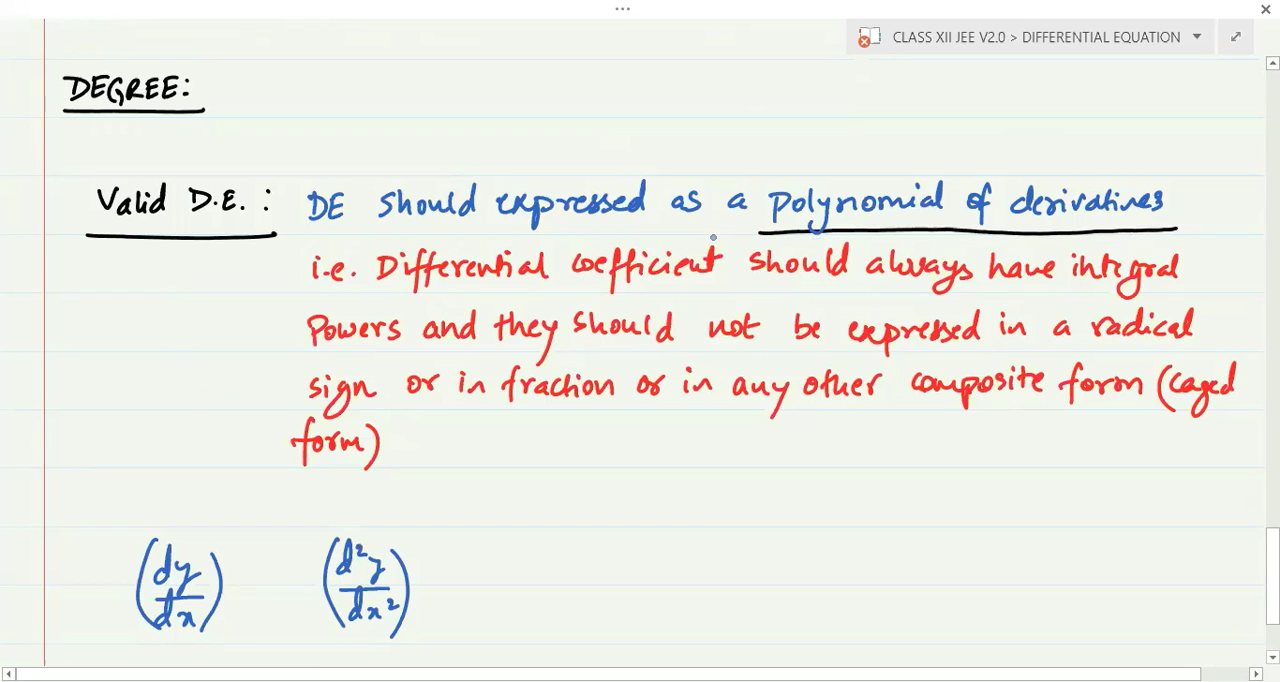 CLASS XII JEE V2.0 > DIFFERENTIAL EQUATION
DEGREE:
Valid D.E. : DE should expressed as a polynomial of derivatives
i.e. Differential coefficient should always have integral
Powers and they should not be expressed in a radical
sign or in fraction or in any other composite form (caged
form)
(dy/dx) (d²y/dx²)